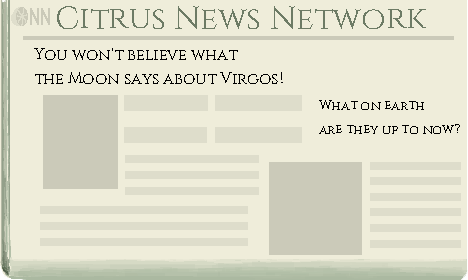 CNN CITRUS NEWS NETWORK
YOU WON'T BELIEVE WHAT
THE MOON SAYS ABOUT VIRGOS!
WHAT ON EARTH
ARE THEY UP TO NOW?